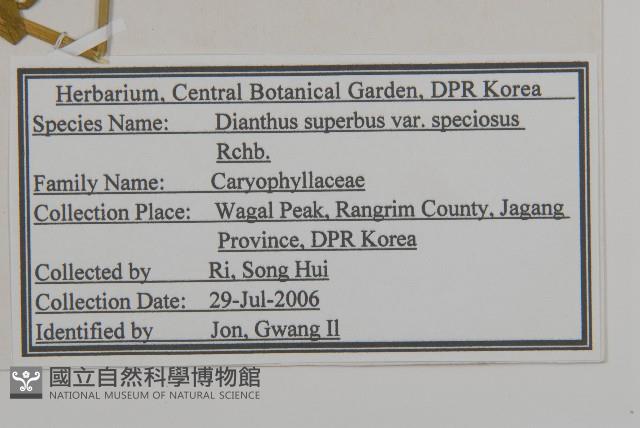 Herbarium, Central Botanical Garden, DPR Korea
Species Name: Dianthus superbus var. speciosus
Rchb.
Family Name: Caryophyllaceae
Collection Place: Wagal Peak, Rangrim County, Jagang
Province, DPR Korea
Collected by Ri, Song Hui
Collection Date: 29-Jul-2006
Identified by Jon, Gwang Il
國立自然科學博物館
NATIONAL MUSEUM OF NATURAL SCIENCE